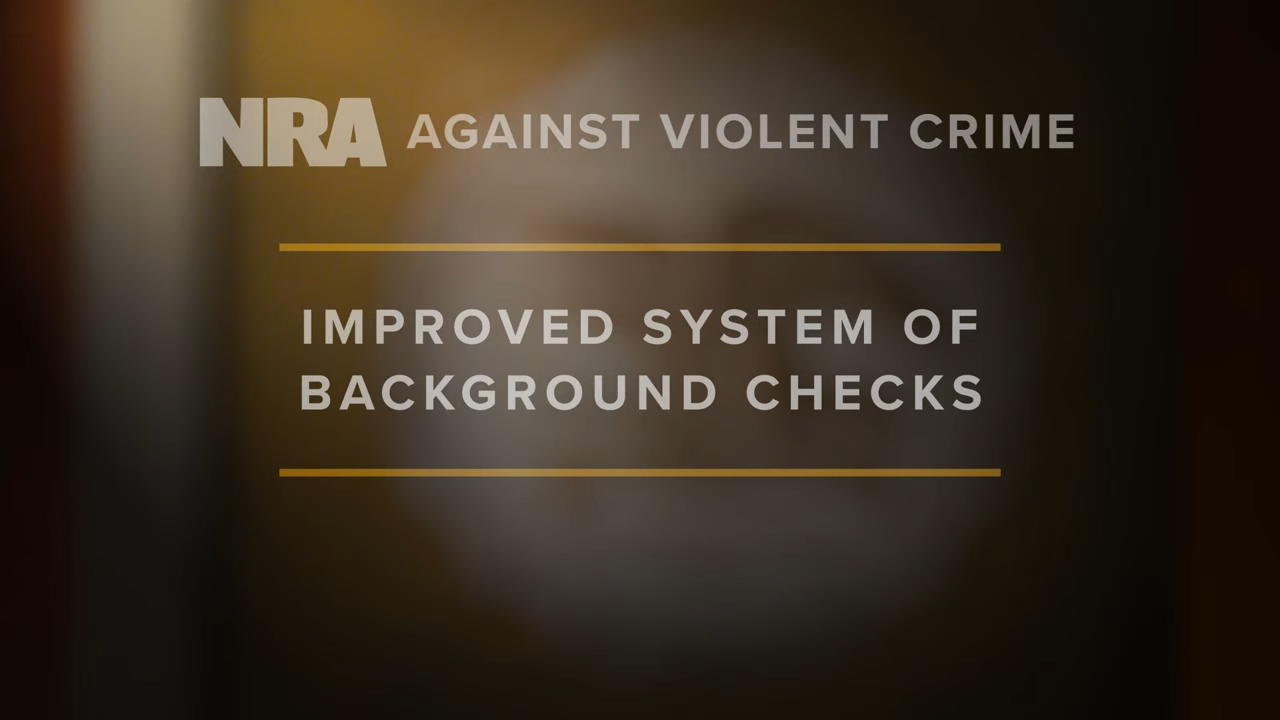 NRA AGAINST VIOLENT CRIME
IMPROVED SYSTEM OF
BACKGROUND CHECKS